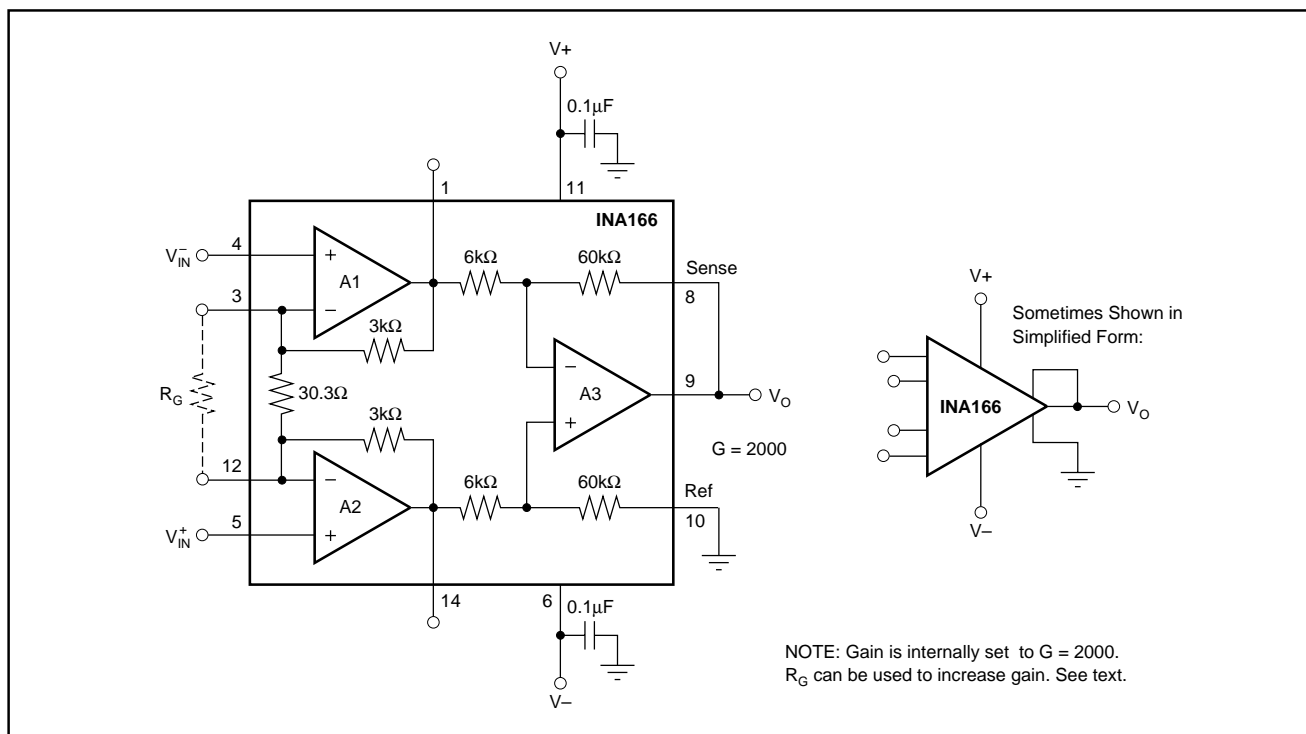 V+
0.1µF
1
11
INA166
V−IN
4
+
A1
−
3
6kΩ
60kΩ
Sense
8
3kΩ
RG
30.3Ω
−
A3
+
9
VO
G = 2000
3kΩ
12
−
A2
+
6kΩ
60kΩ
Ref
10
V+IN
5
14
6
0.1µF
V–
V+
Sometimes Shown in
Simplified Form:
INA166
VO
V–
NOTE: Gain is internally set to G = 2000.
RG can be used to increase gain. See text.